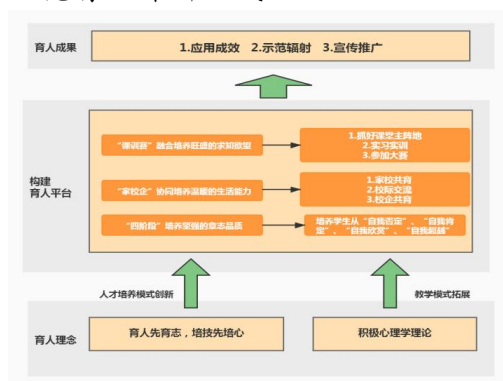 育人成果
1.应用成效 2.示范辐射 3.宣传推广
构建
育人平台
“课训赛”融合培养旺盛的求知欲望
1.抓好课堂主阵地
2.实习实训
3.参加大赛
“家校企”协同培养温暖的生活能力
1.家校共育
2.校际交流
3.校企共育
“四阶段”培养坚强的意志品质
培养学生从“自我否定”、“自我肯
定”、“自我欣赏”、“自我超越”
人才培养模式创新
教学模式拓展
育人理念
育人先育志，培技先培心
积极心理学理论